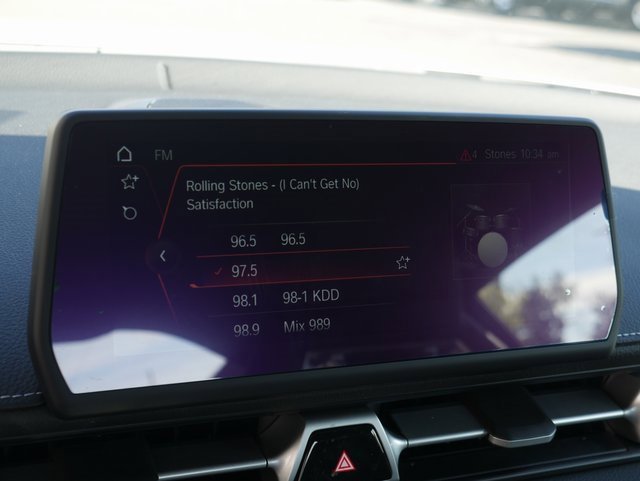 FM
4 Stones 10:34 am
Rolling Stones - (I Can't Get No)
Satisfaction
96.5 96.5
97.5
98.1 98-1 KDD
98.9 Mix 989